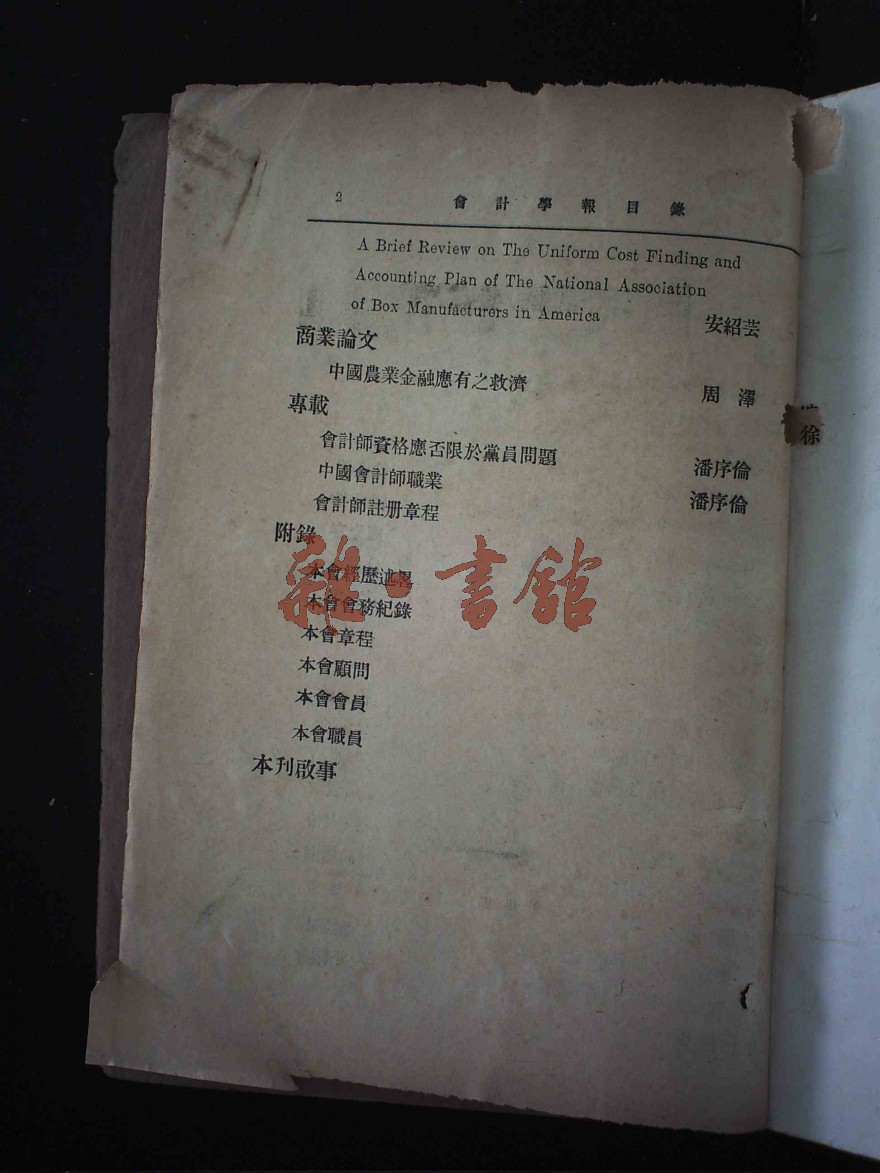 2 會計學報目錄
A Brief Review on The Uniform Cost Finding and
Accounting Plan of The National Association
of Box Manufacturers in America 安紹芸
商業論文
中國農業金融應有之救濟 周澤
專載
會計師資格應否限於黨員問題 潘序倫
中國會計師職業 潘序倫
會計師註册章程
附錄
本會經歷述畧
本會會務紀錄
本會章程
本會顧問
本會會員
本會職員
本刊啟事
雜·書館
徐